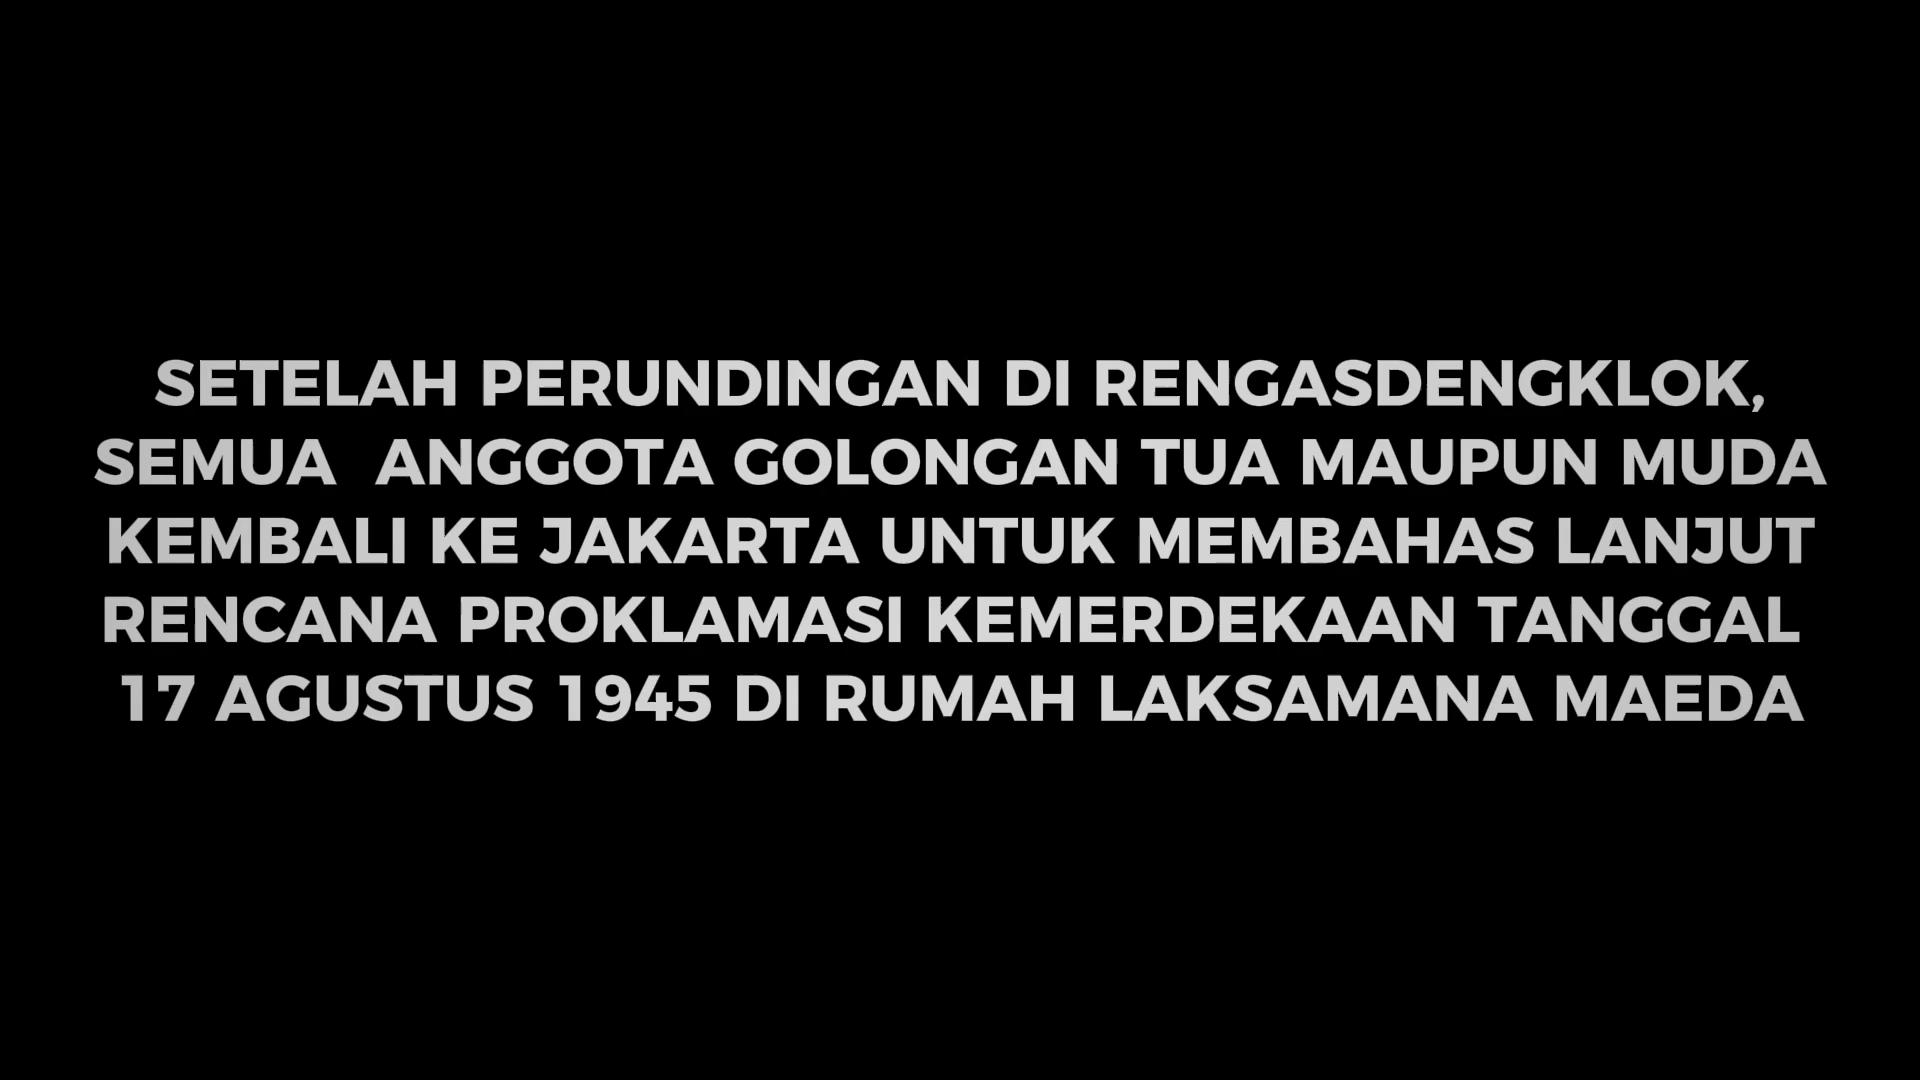 SETELAH PERUNDINGAN DI RENGASDENGKLOK,
SEMUA  ANGGOTA GOLONGAN TUA MAUPUN MUDA
KEMBALI KE JAKARTA UNTUK MEMBAHAS LANJUT
RENCANA PROKLAMASI KEMERDEKAAN TANGGAL
17 AGUSTUS 1945 DI RUMAH LAKSAMANA MAEDA